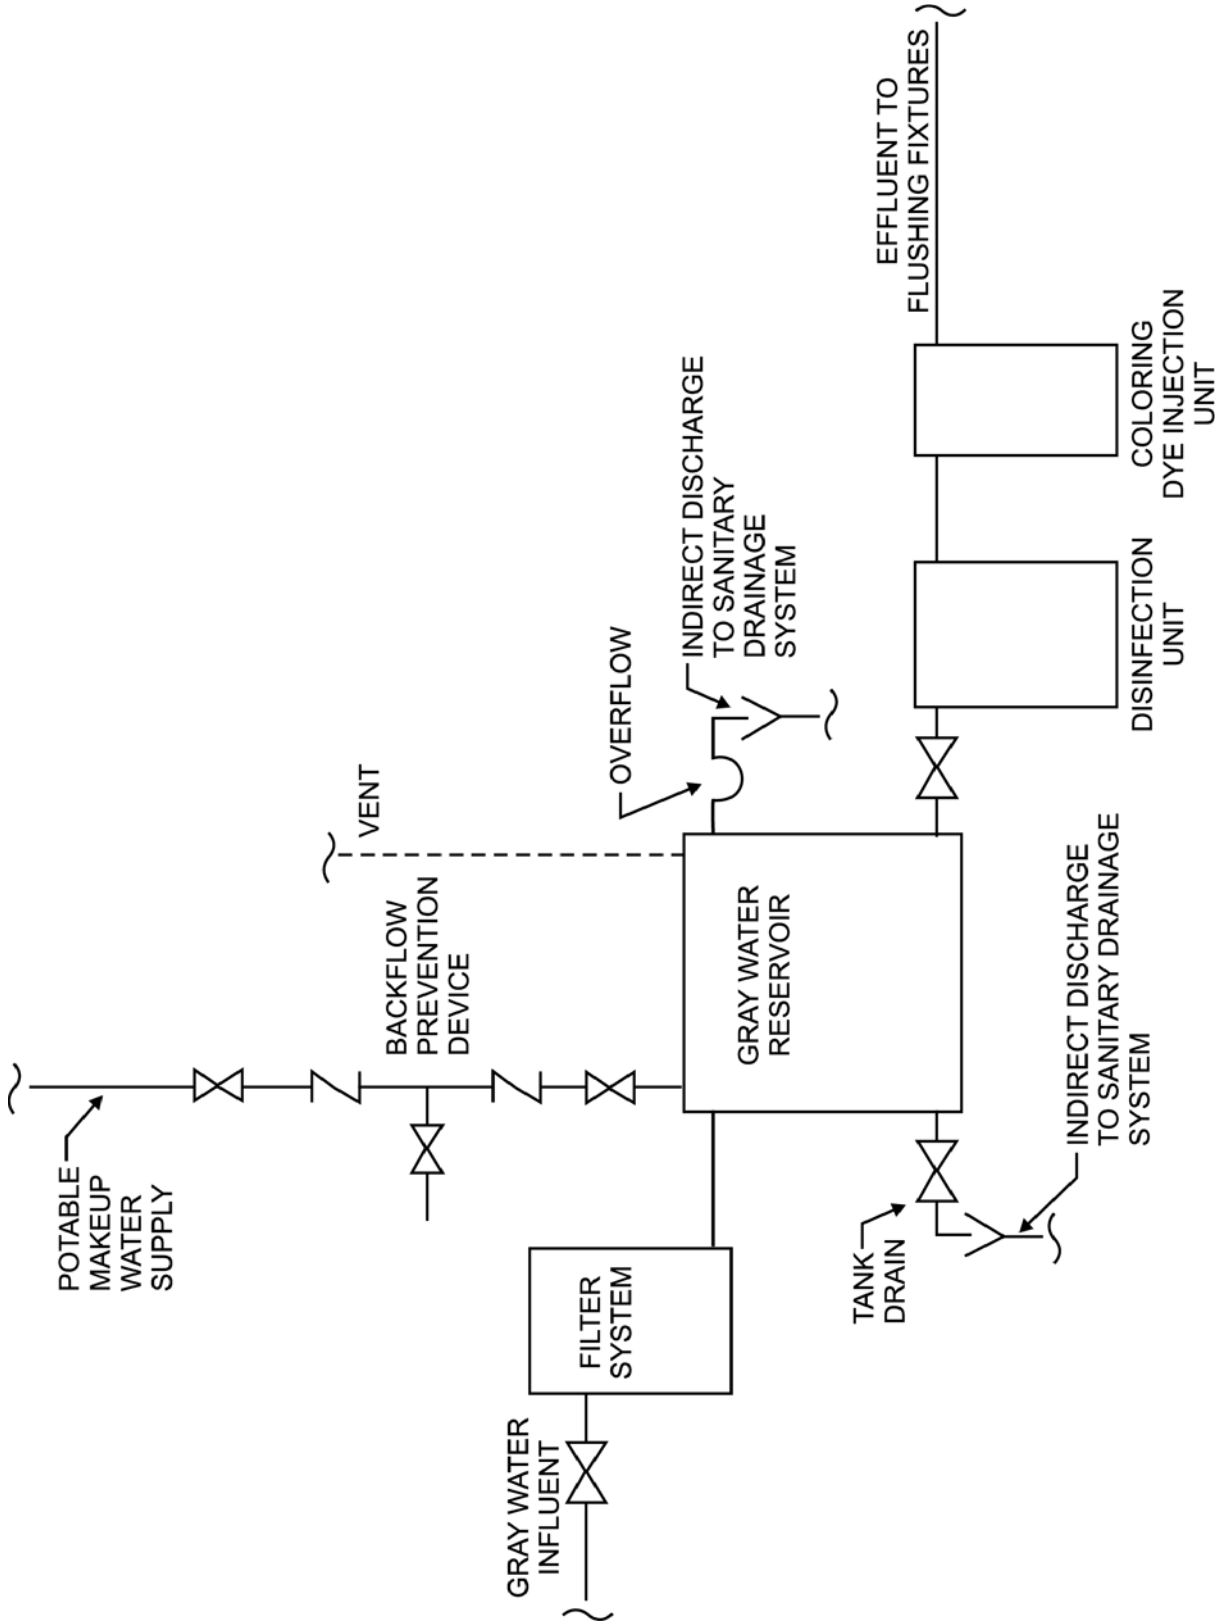 POTABLE
MAKEUP
WATER
SUPPLY
BACKFLOW
PREVENTION
DEVICE
VENT
GRAY WATER
INFLUENT
FILTER
SYSTEM
GRAY WATER
RESERVOIR
OVERFLOW
INDIRECT DISCHARGE
TO SANITARY
DRAINAGE
SYSTEM
TANK
DRAIN
INDIRECT DISCHARGE
TO SANITARY DRAINAGE
SYSTEM
DISINFECTION
UNIT
COLORING
DYE INJECTION
UNIT
EFFLUENT TO
FLUSHING FIXTURES